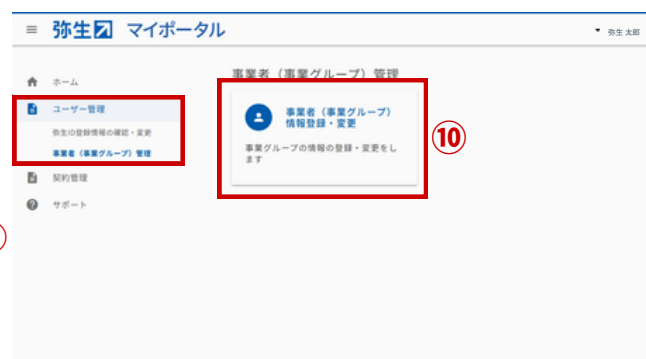 弥生 マイポータル
弥生 太郎
ホーム
ユーザー管理
弥生IDの登録情報の確認・変更
事業者（事業グループ）管理
契約管理
サポート
事業者（事業グループ）管理
事業者（事業グループ）
情報登録・変更
事業グループの情報の登録・変更をし
ます
⑩